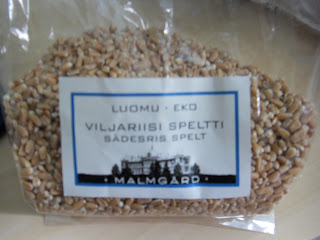 LUOMU · EKO
VILJARIISI SPELTTI
SÄDESRIS SPELT
• MALMGÅRD •